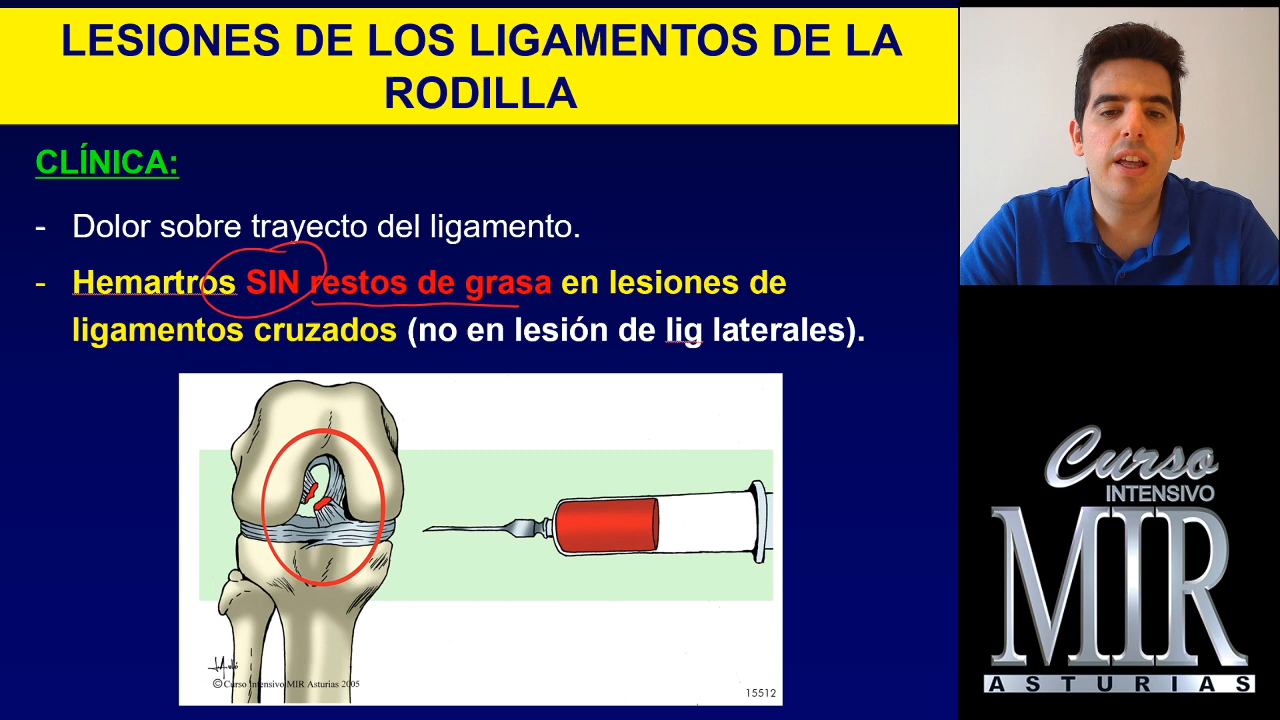 LESIONES DE LOS LIGAMENTOS DE LA
RODILLA
CLÍNICA:
- Dolor sobre trayecto del ligamento.
- Hemartros SIN restos de grasa en lesiones de
ligamentos cruzados (no en lesión de lig laterales).
© Curso Intensivo MIR Asturias 2005
15512
Curso
INTENSIVO
MIR
ASTURIAS